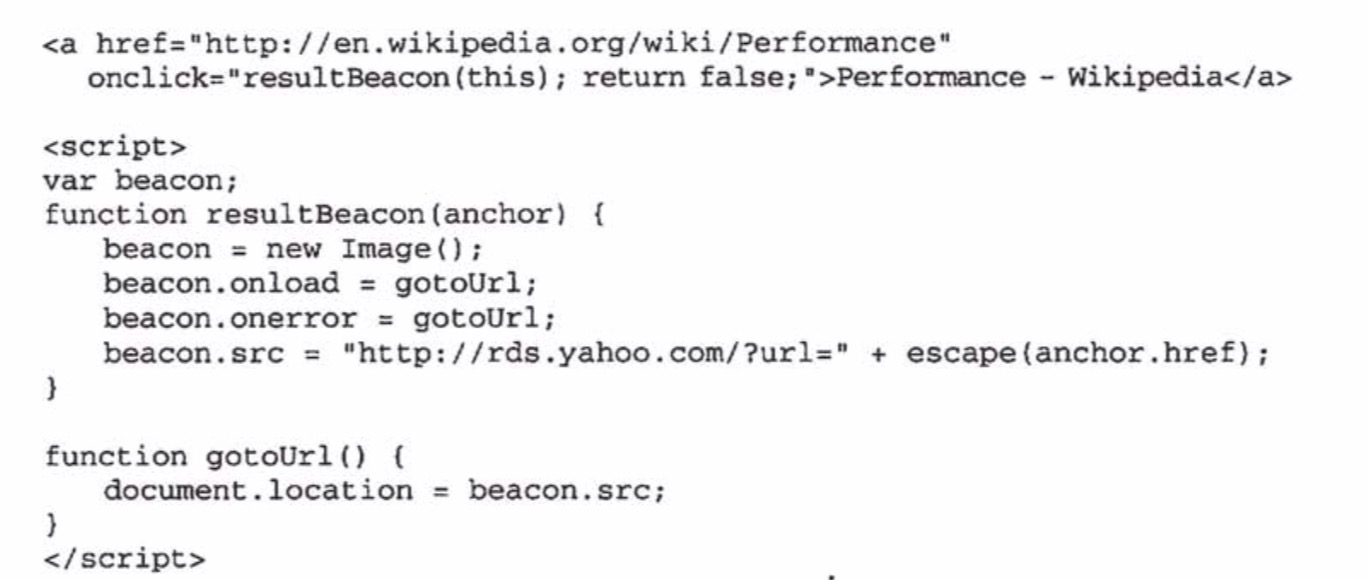 <a href="http://en.wikipedia.org/wiki/Performance"
   onclick="resultBeacon(this); return false;">Performance - Wikipedia</a>

<script>
var beacon;
function resultBeacon(anchor) {
    beacon = new Image();
    beacon.onload = gotoUrl;
    beacon.onerror = gotoUrl;
    beacon.src = "http://rds.yahoo.com/?url=" + escape(anchor.href);
}

function gotoUrl() {
    document.location = beacon.src;
}
</script>